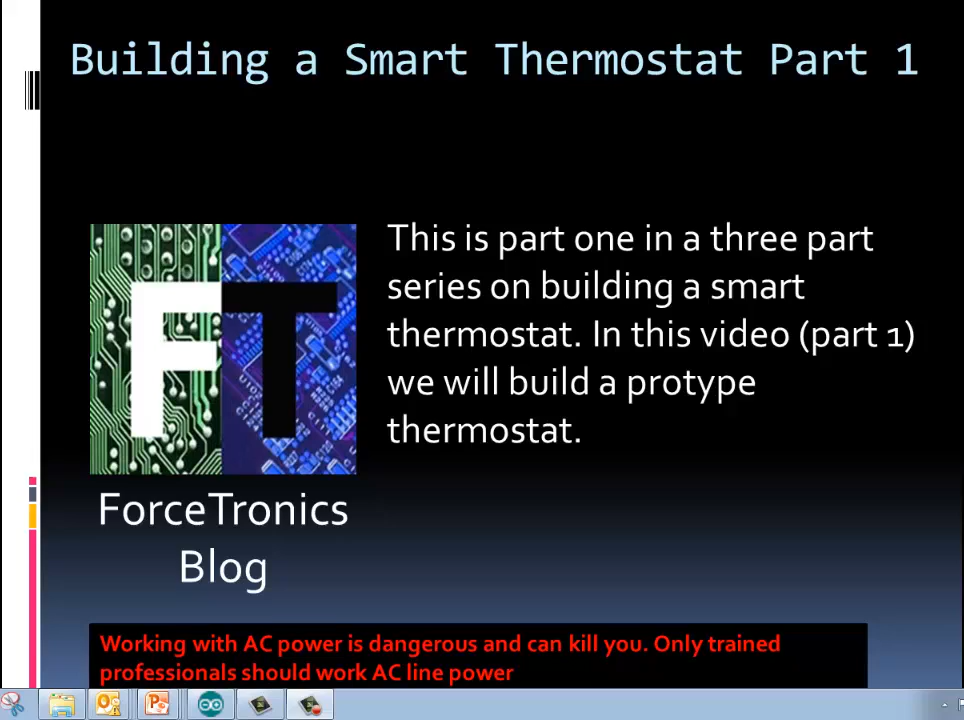 Building a Smart Thermostat Part 1
This is part one in a three part
series on building a smart
thermostat. In this video (part 1)
we will build a protype
thermostat.
FT
ForceTronics
Blog
Working with AC power is dangerous and can kill you. Only trained
professionals should work AC line power